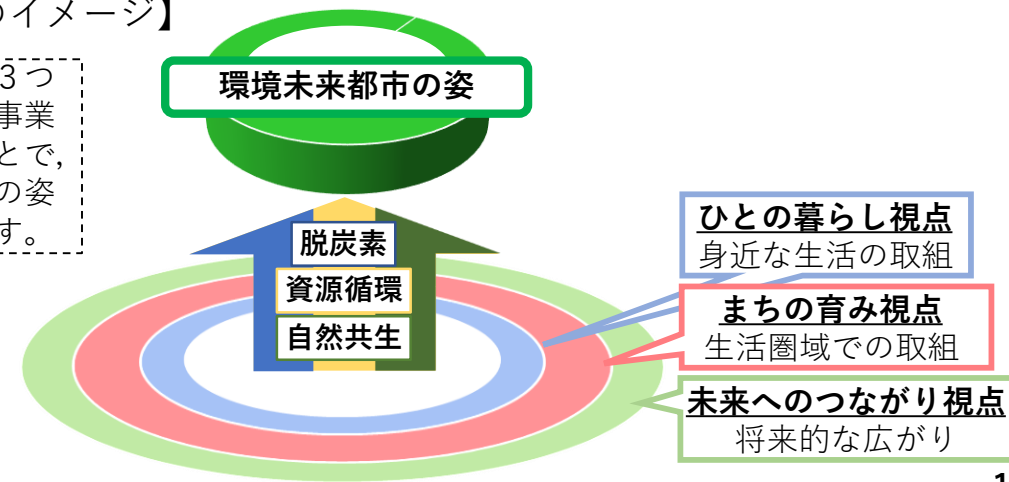 のイメージ】
3つ
事業
とで,
の姿
す。
環境未来都市の姿
脱炭素
資源循環
自然共生
ひとの暮らし視点
身近な生活の取組
まちの育み視点
生活圏域での取組
未来へのつながり視点
将来的な広がり
1